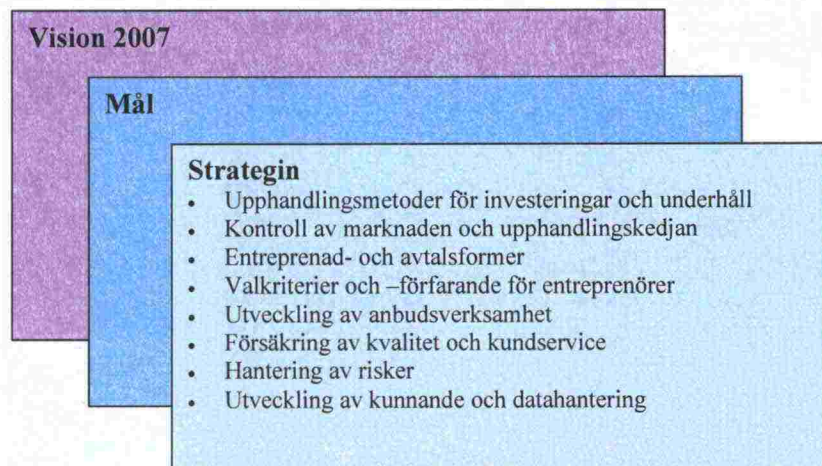 Vision 2007
Mål
Strategin
• Upphandlingsmetoder för investeringar och underhåll
• Kontroll av marknaden och upphandlingskedjan
• Entreprenad- och avtalsformer
• Valkriterier och –förfarande för entreprenörer
• Utveckling av anbudsverksamhet
• Försäkring av kvalitet och kundservice
• Hantering av risker
• Utveckling av kunnande och datahantering